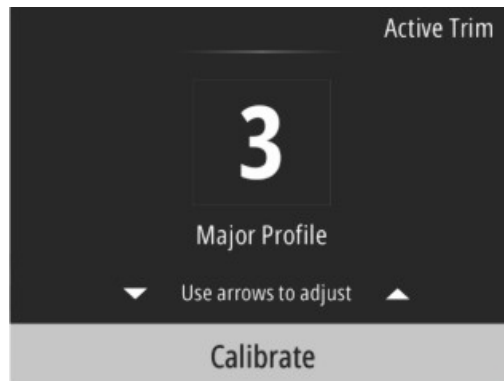 Active Trim
3
Major Profile
Use arrows to adjust
Calibrate